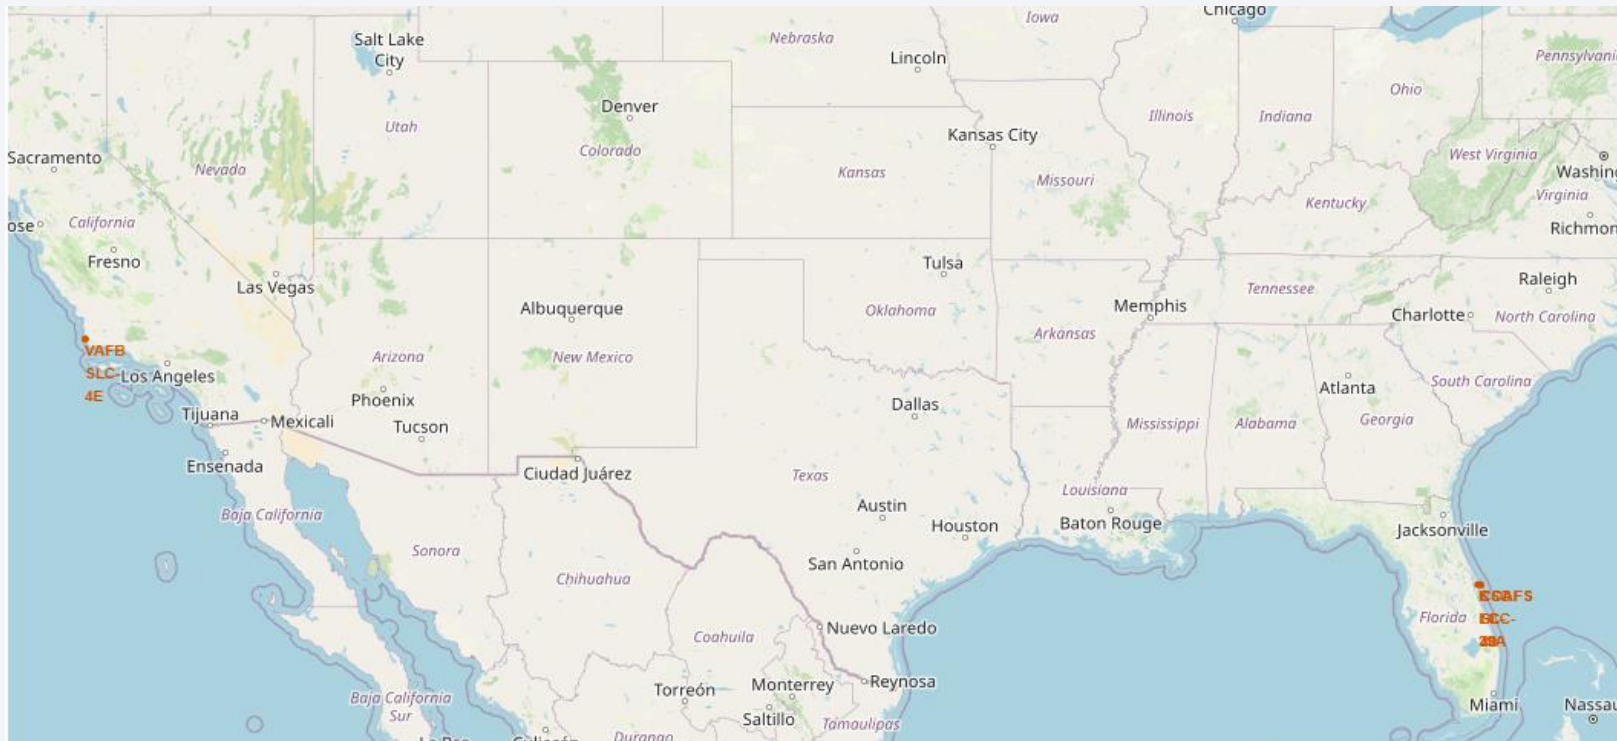 Chicago
Iowa
Salt Lake
City
Nebraska
Lincoln
Pennsylvani
Ohio
Denver
Utah
Illinois
Indiana
Kansas City
Colorado
Sacramento
Nevada
Kansas
Missouri
West Virginia
Washing
Virginia
Kentucky
California
ose
Richmon
Fresno
Tulsa
Las Vegas
Raleigh
Tennessee
Albuquerque
Oklahoma
Memphis
Charlotte
North Carolina
Arkansas
VAFB
SLC-
4E
Arizona
New Mexico
Los Angeles
South Carolina
Atlanta
Phoenix
Dallas
Tijuana
Mexicali
Tucson
Mississippi
Alabama
Georgia
Ensenada
Ciudad Juárez
Texas
Louisiana
Austin
Baja California
Houston
Baton Rouge
Jacksonville
Sonora
San Antonio
Chihuahua
Florida
Nuevo Laredo
Coahuila
Reynosa
Torreón
Monterrey
Baja California
Sur
Saltillo
Tamaulipas
Miami
Nassau
Durango